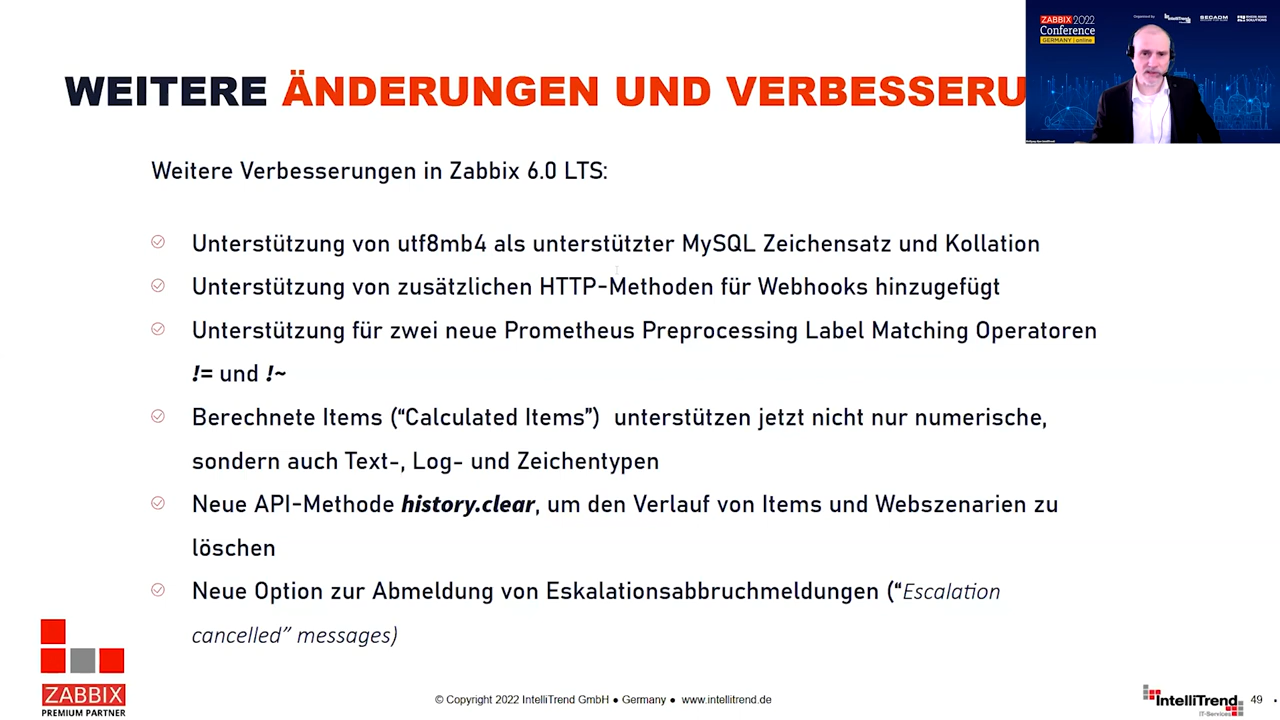 WEITERE ÄNDERUNGEN UND VERBESSERU
ZABBIX 2022
Conference
GERMANY | online
Organized by
IntelliTrend
SECADM
Weitere Verbesserungen in Zabbix 6.0 LTS:
Unterstützung von utf8mb4 als unterstützter MySQL Zeichensatz und Kollation
Unterstützung von zusätzlichen HTTP-Methoden für Webhooks hinzugefügt
Unterstützung für zwei neue Prometheus Preprocessing Label Matching Operatoren
!= und !~
Berechnete Items (“Calculated Items”) unterstützen jetzt nicht nur numerische,
sondern auch Text-, Log- und Zeichentypen
Neue API-Methode history.clear, um den Verlauf von Items und Webszenarien zu
löschen
Neue Option zur Abmeldung von Eskalationsabbruchmeldungen (“Escalation
cancelled” messages)
ZABBIX
PREMIUM PARTNER
© Copyright 2022 IntelliTrend GmbH ● Germany ● www.intellitrend.de
IntelliTrend
IT-Services
49